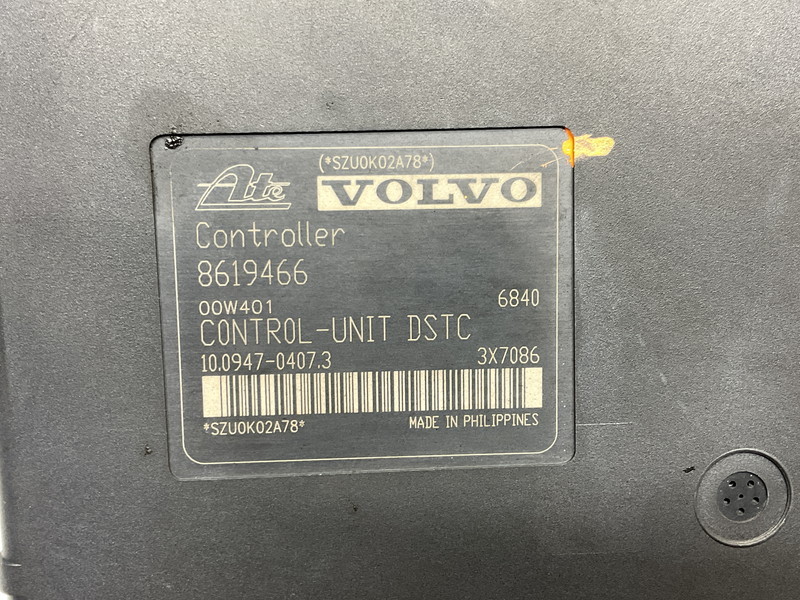 (*SZU0K02A78*)
Ate VOLVO
Controller
8619466
00W401 6840
CONTROL-UNIT DSTC
10.0947-0407.3 3X7086
*SZU0K02A78* MADE IN PHILIPPINES